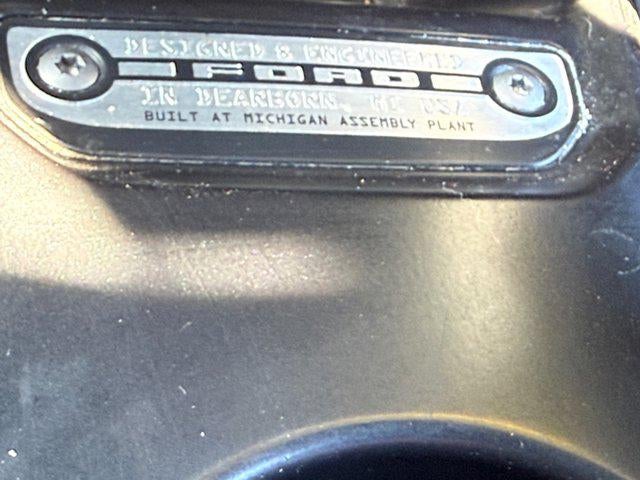 DESIGNED & ENGINEERED
FORD
IN DEARBORN, MI USA
BUILT AT MICHIGAN ASSEMBLY PLANT